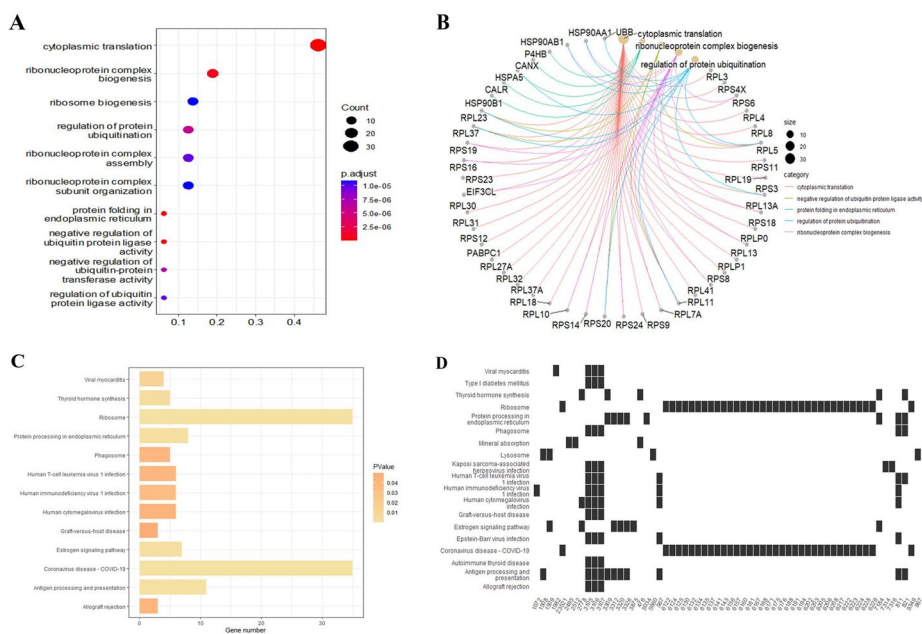 A
cytoplasmic translation
ribonucleoprotein complex
biogenesis
ribosome biogenesis
regulation of protein
ubiquitination
ribonucleoprotein complex
assembly
ribonucleoprotein complex
subunit organization
protein folding in
endoplasmic reticulum
negative regulation of
ubiquitin protein ligase
activity
negative regulation of
ubiquitin-protein
transferase activity
regulation of ubiquitin
protein ligase activity
0.1 0.2 0.3 0.4
Count
10
20
30
p.adjust
1.0e-05
7.5e-06
5.0e-06
2.5e-06
B
HSP90AA1 UBB cytoplasmic translation
HSP90AB1 ribonucleoprotein complex biogenesis
P4HB regulation of protein ubiquitination
CANX
HSPA5
CALR
HSP90B1
RPL23
RPL37
RPS19
RPS16
RPS23
EIF3CL
RPL30
RPL31
RPS12
PABPC1
RPL27A
RPL32
RPL37A
RPL18
RPL10
RPS14
RPS20
RPS24
RPS9
RPL7A
RPL11
RPL41
RPS8
RPLP1
RPL13
RPLP0
RPS18
RPL13A
RPS3
RPL19
RPS11
RPL5
RPL8
RPL4
RPS6
RPS4X
RPL3
size
10
20
30
category
cytoplasmic translation
negative regulation of ubiquitin protein ligase activity
protein folding in endoplasmic reticulum
regulation of protein ubiquitination
ribonucleoprotein complex biogenesis
C
Viral myocarditis
Thyroid hormone synthesis
Ribosome
Protein processing in endoplasmic reticulum
Phagosome
Human T-cell leukemia virus 1 infection
Human immunodeficiency virus 1 infection
Human cytomegalovirus infection
Graft-versus-host disease
Estrogen signaling pathway
Coronavirus disease - COVID-19
Antigen processing and presentation
Allograft rejection
0 10 20 30
Gene number
PValue
0.04
0.03
0.02
0.01
D
Viral myocarditis
Type I diabetes mellitus
Thyroid hormone synthesis
Ribosome
Protein processing in
endoplasmic reticulum
Phagosome
Mineral absorption
Lysosome
Kaposi sarcoma-associated
herpesvirus infection
Human T-cell leukemia virus
1 infection
Human immunodeficiency virus
1 infection
Human cytomegalovirus
infection
Graft-versus-host disease
Estrogen signaling pathway
Epstein-Barr virus infection
Coronavirus disease - COVID-19
Autoimmune thyroid disease
Antigen processing and
presentation
Allograft rejection